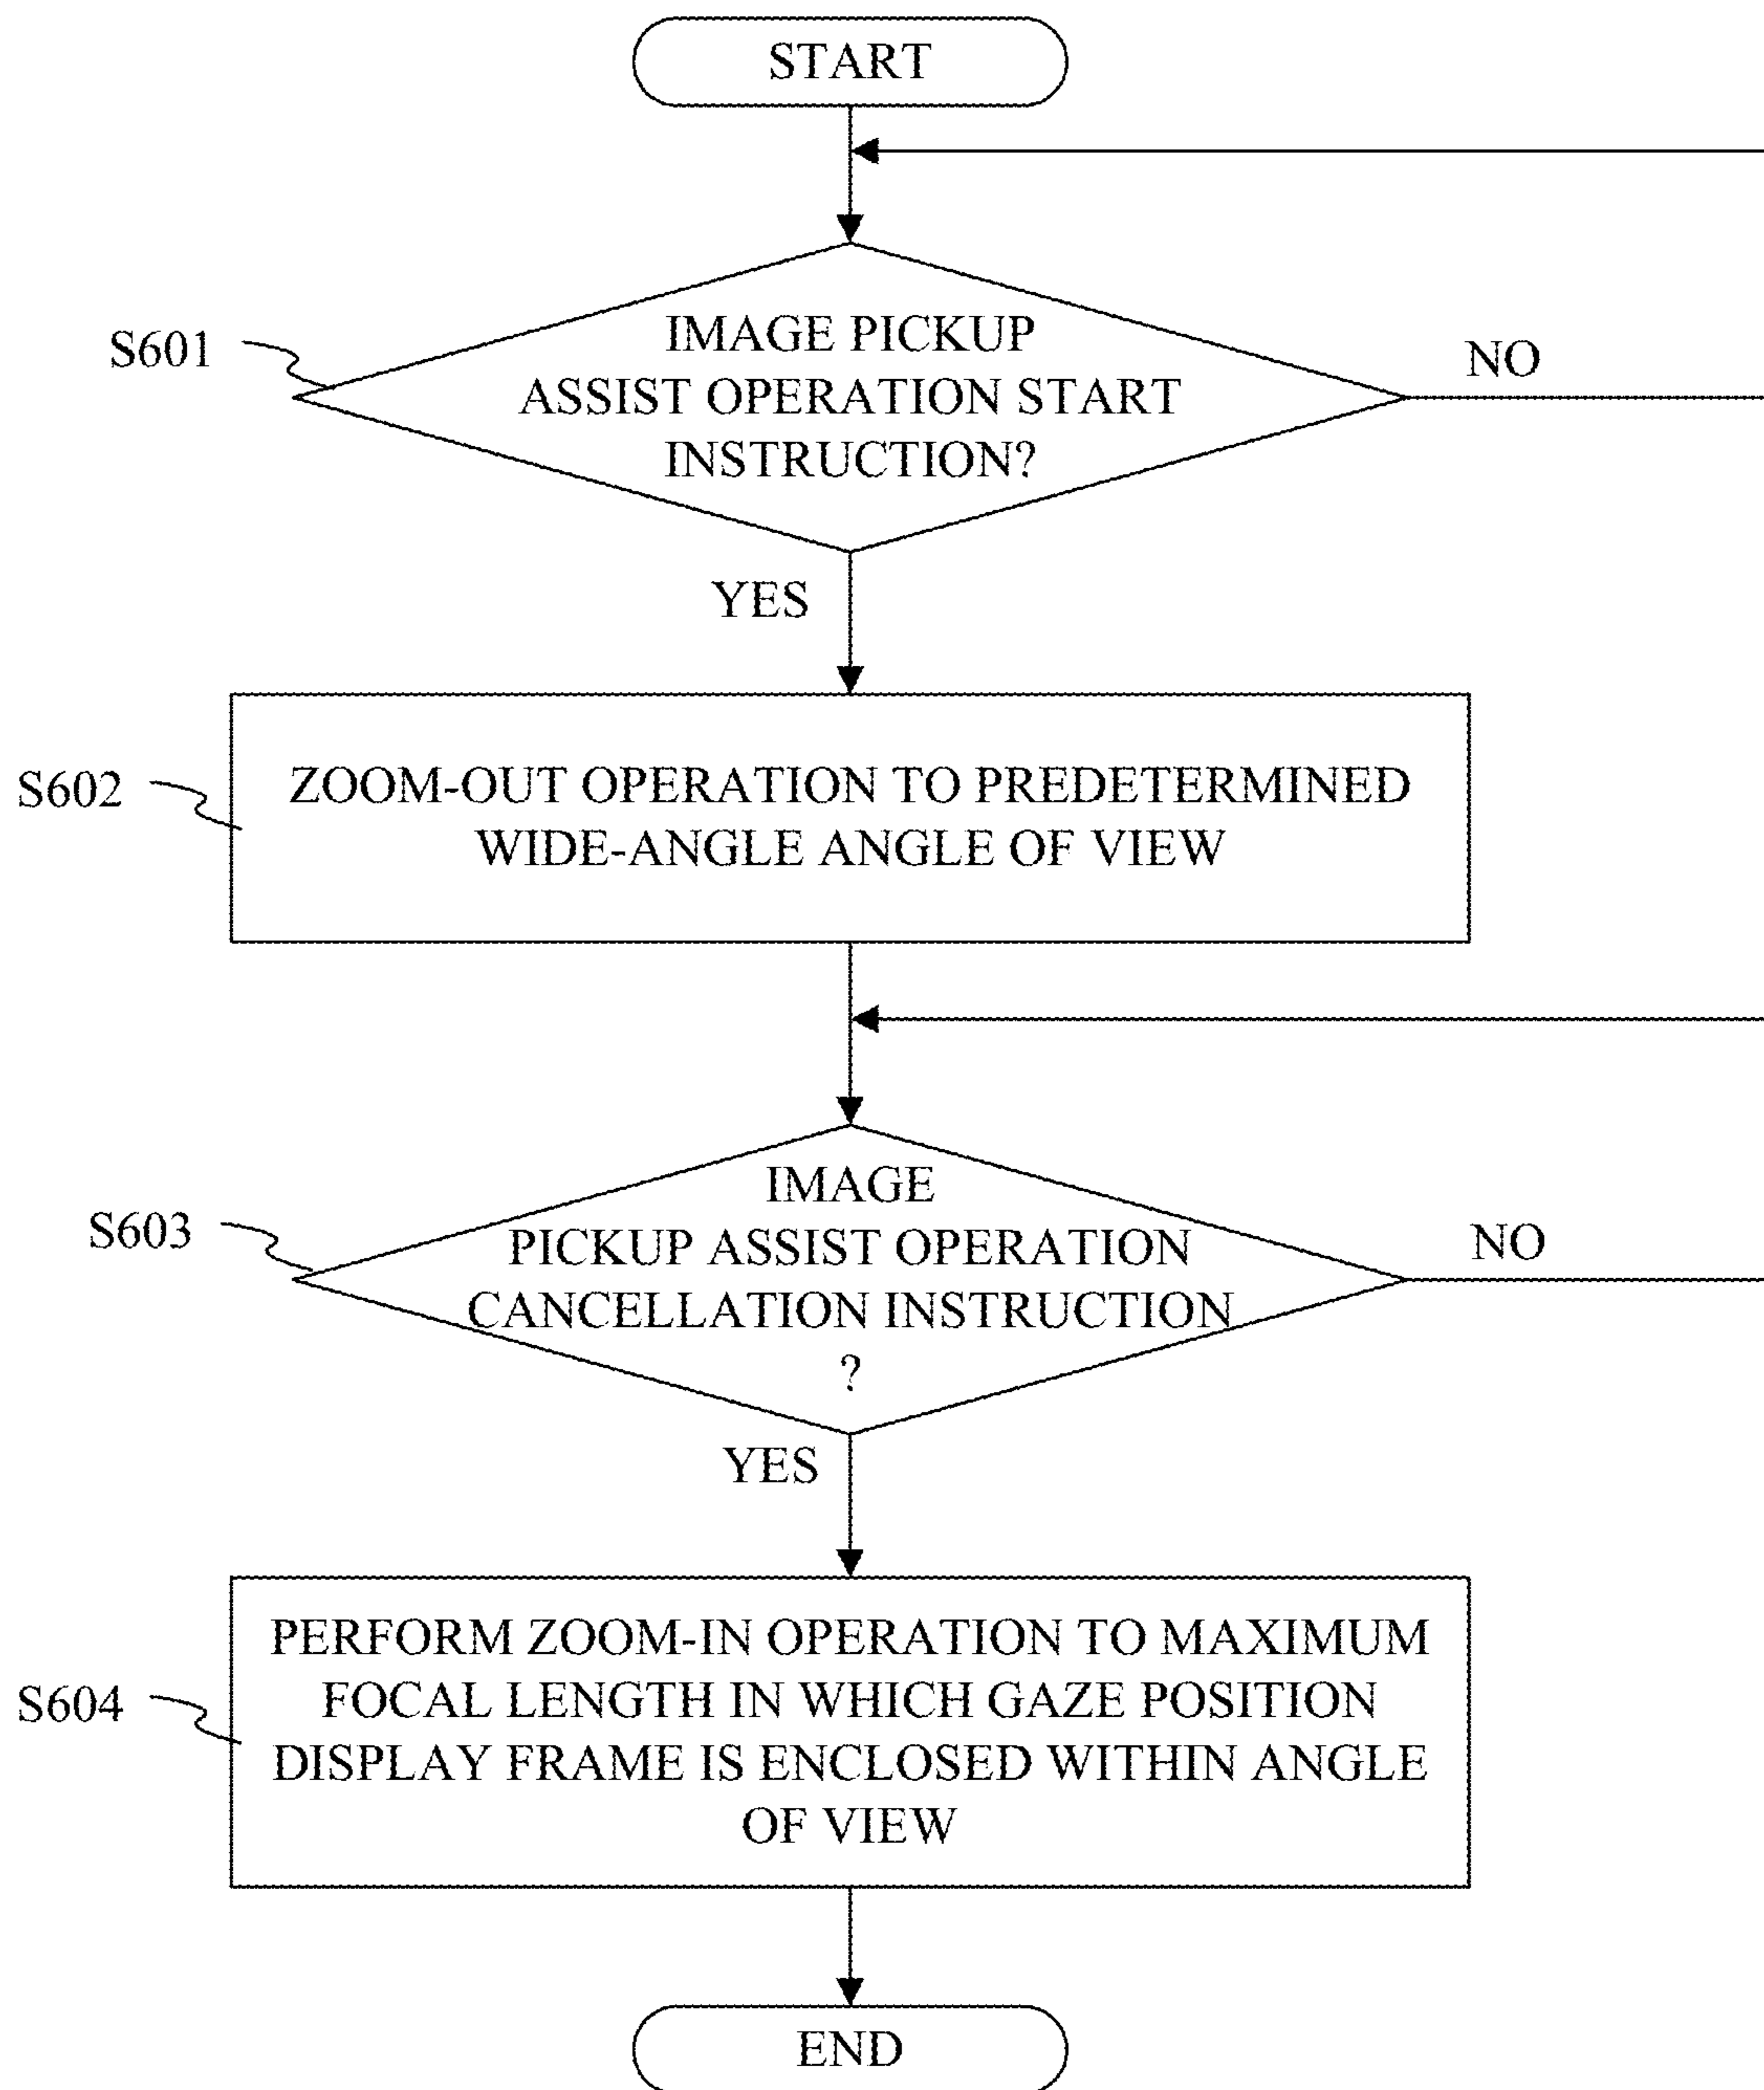 START
S601
IMAGE PICKUP
ASSIST OPERATION START
INSTRUCTION?
NO
YES
S602
ZOOM-OUT OPERATION TO PREDETERMINED
WIDE-ANGLE ANGLE OF VIEW
S603
IMAGE
PICKUP ASSIST OPERATION
CANCELLATION INSTRUCTION
?
NO
YES
S604
PERFORM ZOOM-IN OPERATION TO MAXIMUM
FOCAL LENGTH IN WHICH GAZE POSITION
DISPLAY FRAME IS ENCLOSED WITHIN ANGLE
OF VIEW
END